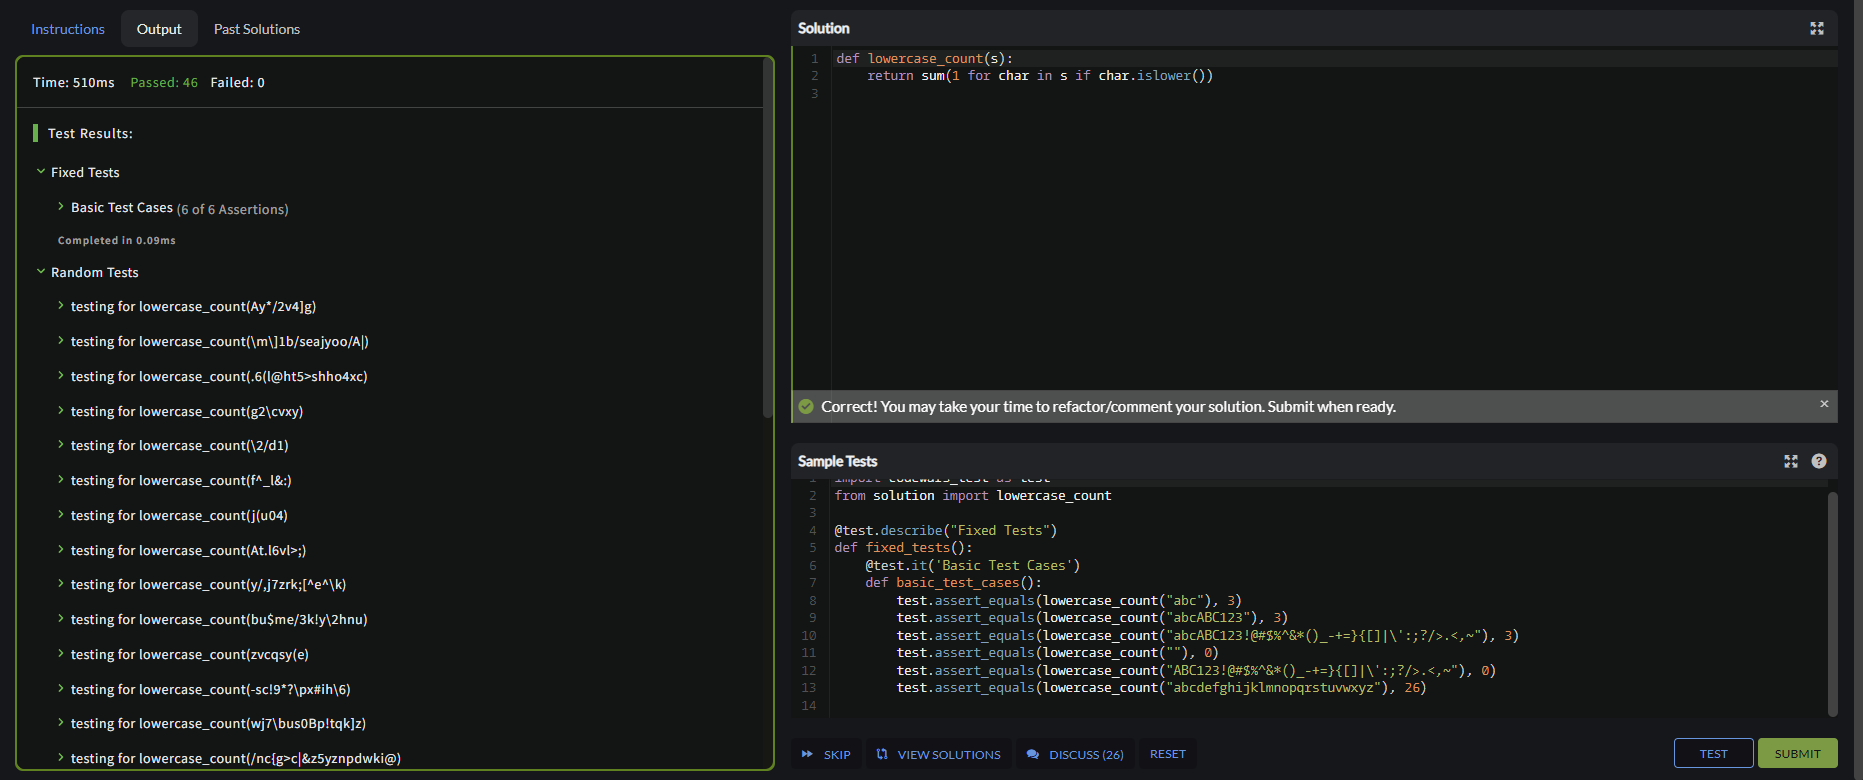 Instructions Output Past Solutions
Time: 510ms Passed: 46 Failed: 0
Test Results:
Fixed Tests
Basic Test Cases (6 of 6 Assertions)
Completed in 0.09ms
Random Tests
testing for lowercase_count(Ay*/2v4]g)
testing for lowercase_count(\m\]1b/seajyoo/A|)
testing for lowercase_count(.6(l@ht5>shho4xc)
testing for lowercase_count(g2\cvxy)
testing for lowercase_count(\2/d1)
testing for lowercase_count(f^_l&:)
testing for lowercase_count(j(u04)
testing for lowercase_count(At.l6vl>;)
testing for lowercase_count(y/,j7zrk;[^e^\k)
testing for lowercase_count(bu$me/3k!y\2hnu)
testing for lowercase_count(zvcqsy(e)
testing for lowercase_count(-sc!9*?\px#ih\6)
testing for lowercase_count(wj7\bus0Bp!tqk]z)
testing for lowercase_count(/nc{g>c|&z5yznpdwki@)
Solution
1 def lowercase_count(s):
2     return sum(1 for char in s if char.islower())
3
Correct! You may take your time to refactor/comment your solution. Submit when ready. ×
Sample Tests ?
1 import codewars_test as test
2 from solution import lowercase_count
3
4 @test.describe("Fixed Tests")
5 def fixed_tests():
6     @test.it('Basic Test Cases')
7     def basic_test_cases():
8         test.assert_equals(lowercase_count("abc"), 3)
9         test.assert_equals(lowercase_count("abcABC123"), 3)
10         test.assert_equals(lowercase_count("abcABC123!@#$%^&*()_-+=}{[]|\':;?/>.<,~"), 3)
11         test.assert_equals(lowercase_count(""), 0)
12         test.assert_equals(lowercase_count("ABC123!@#$%^&*()_-+=}{[]|\':;?/>.<,~"), 0)
13         test.assert_equals(lowercase_count("abcdefghijklmnopqrstuvwxyz"), 26)
14
SKIP VIEW SOLUTIONS DISCUSS (26) RESET TEST SUBMIT